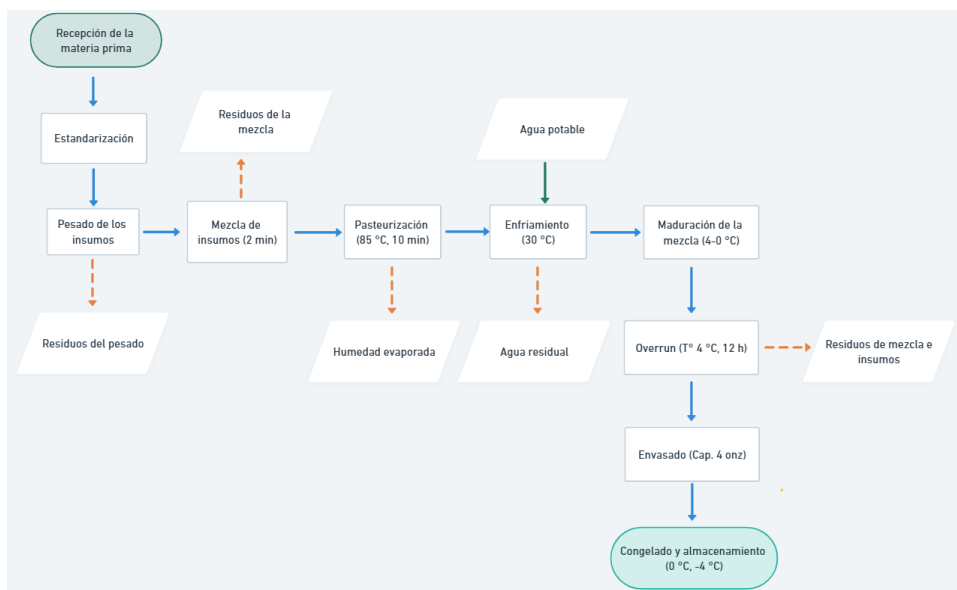 Recepción de la
materia prima
Estandarización
Residuos de la
mezcla
Agua potable
Pesado de los
insumos
Mezcla de
insumos (2 min)
Pasteurización
(85 °C, 10 min)
Enfriamiento
(30 °C)
Maduración de la
mezcla (4-0 °C)
Residuos del pesado
Humedad evaporada
Agua residual
Overrun (T° 4 °C, 12 h)
Residuos de mezcla e
insumos
Envasado (Cap. 4 onz)
Congelado y almacenamiento
(0 °C, -4 °C)